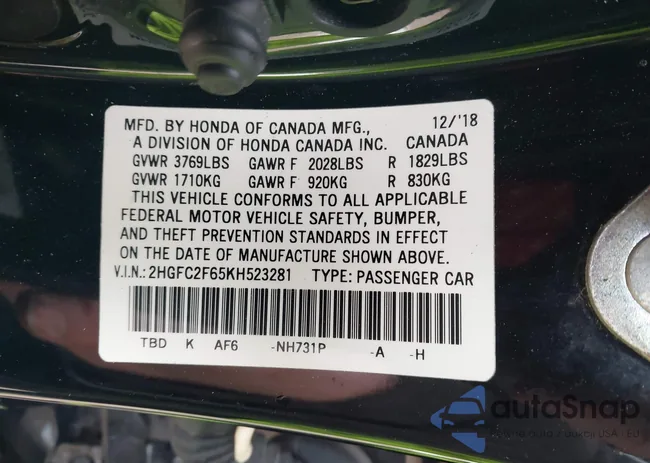 MFD. BY HONDA OF CANADA MFG., 12/'18
A DIVISION OF HONDA CANADA INC. CANADA
GVWR 3769LBS GAWR F 2028LBS R 1829LBS
GVWR 1710KG GAWR F 920KG R 830KG
THIS VEHICLE CONFORMS TO ALL APPLICABLE
FEDERAL MOTOR VEHICLE SAFETY, BUMPER,
AND THEFT PREVENTION STANDARDS IN EFFECT
ON THE DATE OF MANUFACTURE SHOWN ABOVE.
V.I.N.: 2HGFC2F65KH523281 TYPE: PASSENGER CAR
TBD K AF6 -NH731P -A -H
autoSnap